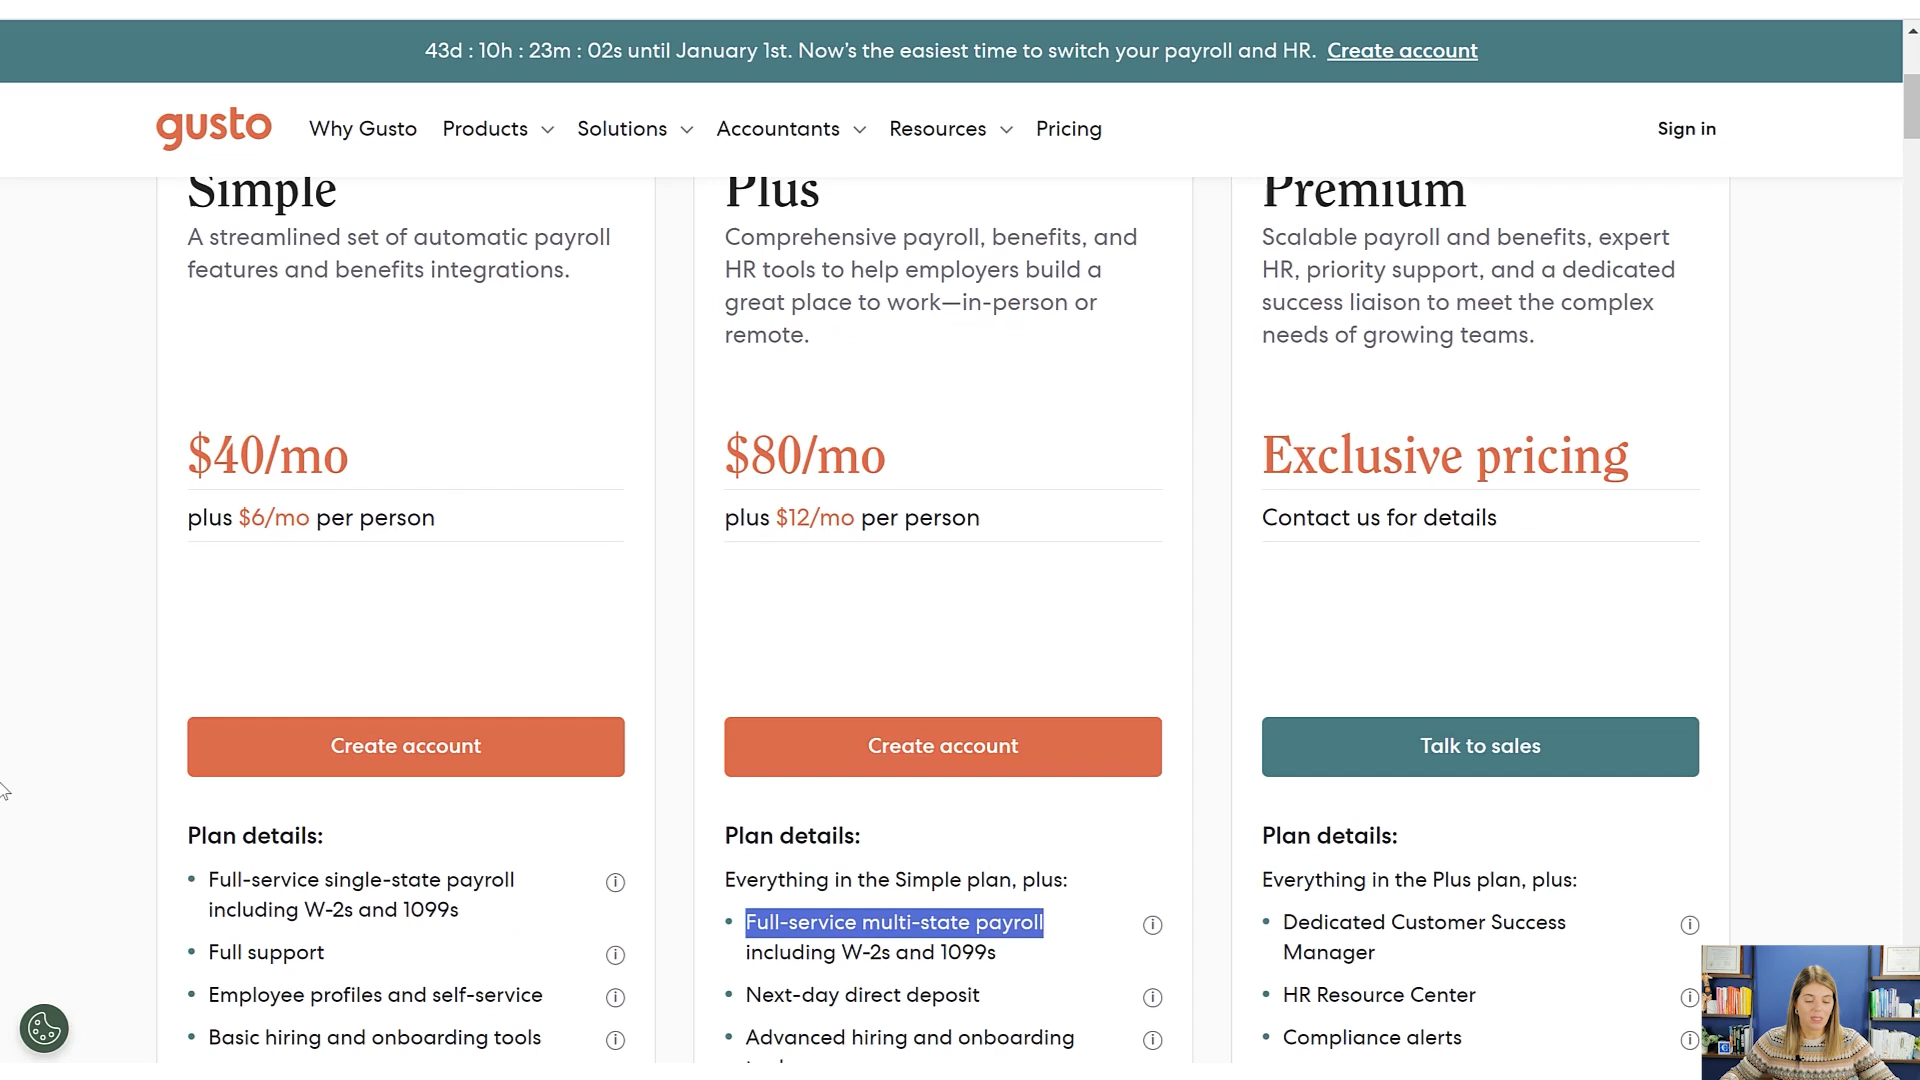 43d : 10h : 23m : 02s until January 1st. Now’s the easiest time to switch your payroll and HR. Create account
gusto
Why Gusto
Products
Solutions
Accountants
Resources
Pricing
Sign in
Simple
A streamlined set of automatic payroll
features and benefits integrations.
$40/mo
plus $6/mo per person
Create account
Plan details:
Full-service single-state payroll
including W-2s and 1099s
Full support
Employee profiles and self-service
Basic hiring and onboarding tools
Plus
Comprehensive payroll, benefits, and
HR tools to help employers build a
great place to work—in-person or
remote.
$80/mo
plus $12/mo per person
Create account
Plan details:
Everything in the Simple plan, plus:
Full-service multi-state payroll
including W-2s and 1099s
Next-day direct deposit
Advanced hiring and onboarding
Premium
Scalable payroll and benefits, expert
HR, priority support, and a dedicated
success liaison to meet the complex
needs of growing teams.
Exclusive pricing
Contact us for details
Talk to sales
Plan details:
Everything in the Plus plan, plus:
Dedicated Customer Success
Manager
HR Resource Center
Compliance alerts